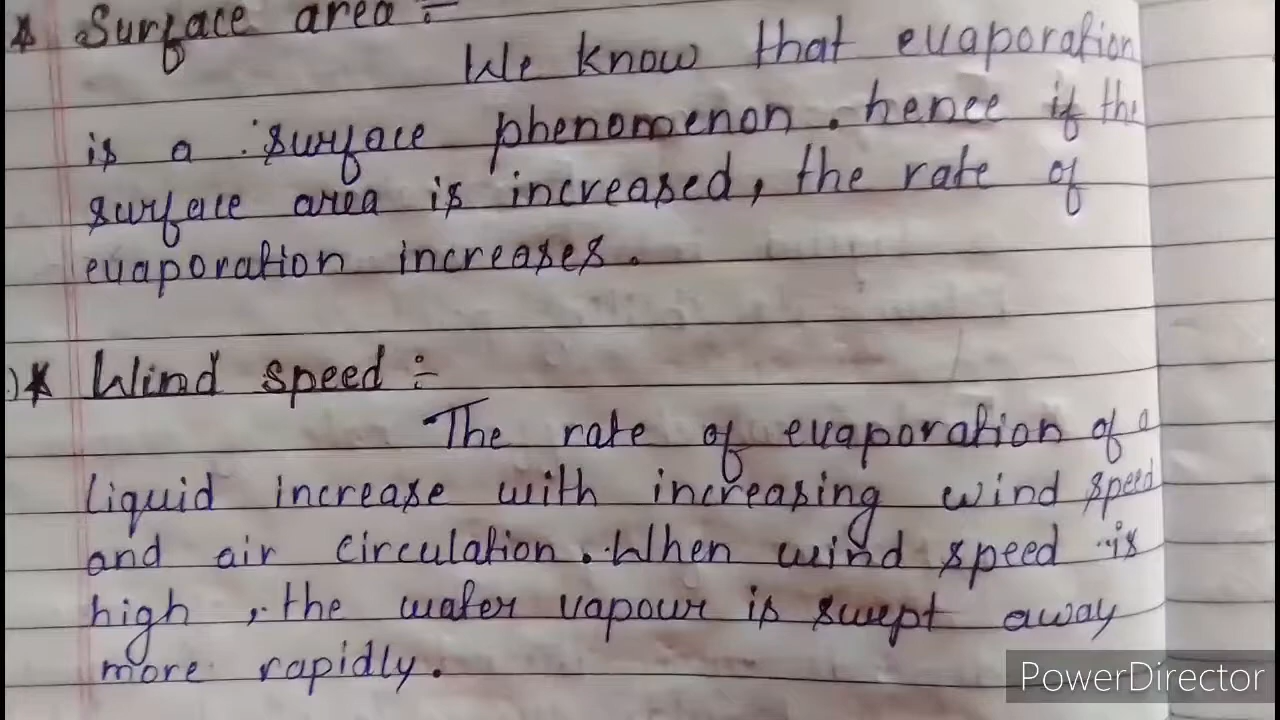 * Surface area :-
We know that evaporation
is a surface phenomenon. hence if the
surface area is increased, the rate of
evaporation increases.
)* Wind speed :-
The rate of evaporation of a
liquid increase with increasing wind speed
and air circulation. When wind speed is
high, the water vapour is swept away
more rapidly.
PowerDirector